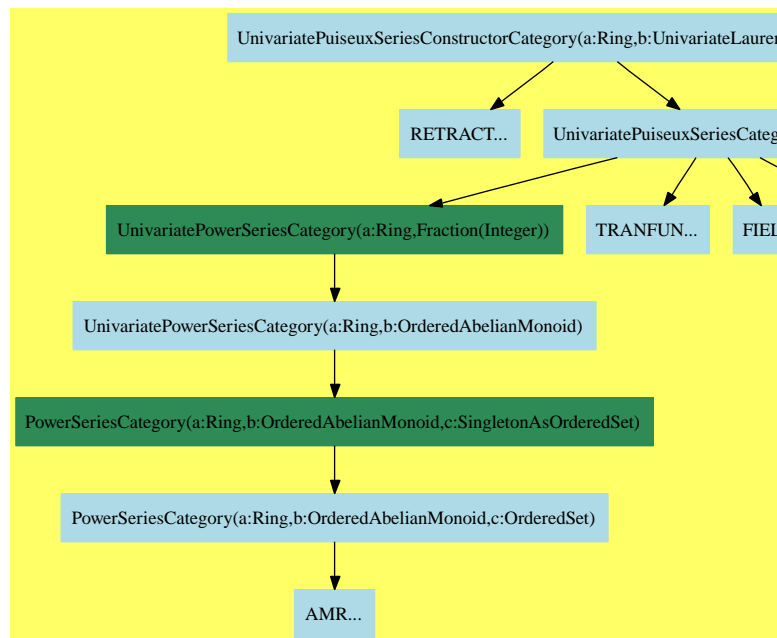 UnivariatePuiseuxSeriesConstructorCategory(a:Ring,b:UnivariateLauren
RETRACT...
UnivariatePuiseuxSeriesCateg
UnivariatePowerSeriesCategory(a:Ring,Fraction(Integer))
TRANFUN...
FIEL
UnivariatePowerSeriesCategory(a:Ring,b:OrderedAbelianMonoid)
PowerSeriesCategory(a:Ring,b:OrderedAbelianMonoid,c:SingletonAsOrderedSet)
PowerSeriesCategory(a:Ring,b:OrderedAbelianMonoid,c:OrderedSet)
AMR...